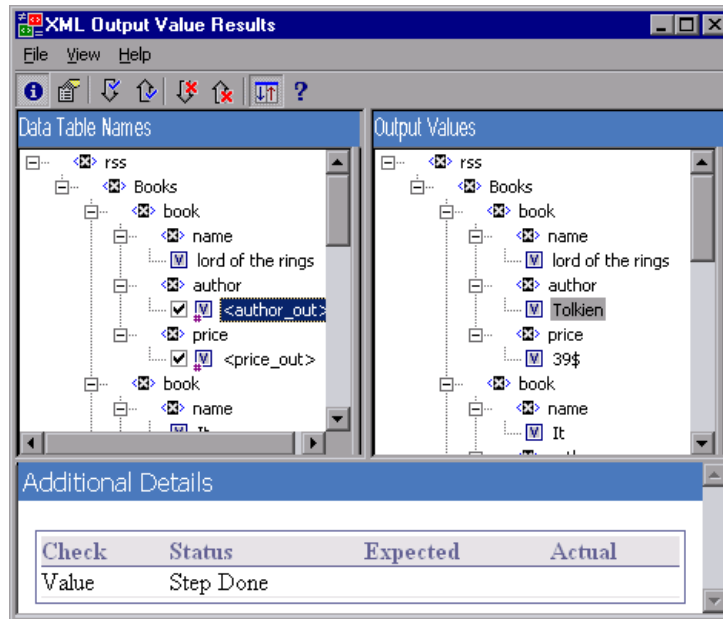 XML Output Value Results
File View Help
Data Table Names
rss
Books
book
name
lord of the rings
author
<author_out>
price
<price_out>
book
name
It
Output Values
rss
Books
book
name
lord of the rings
author
Tolkien
price
39$
book
name
It
Additional Details
Check Status Expected Actual
Value Step Done